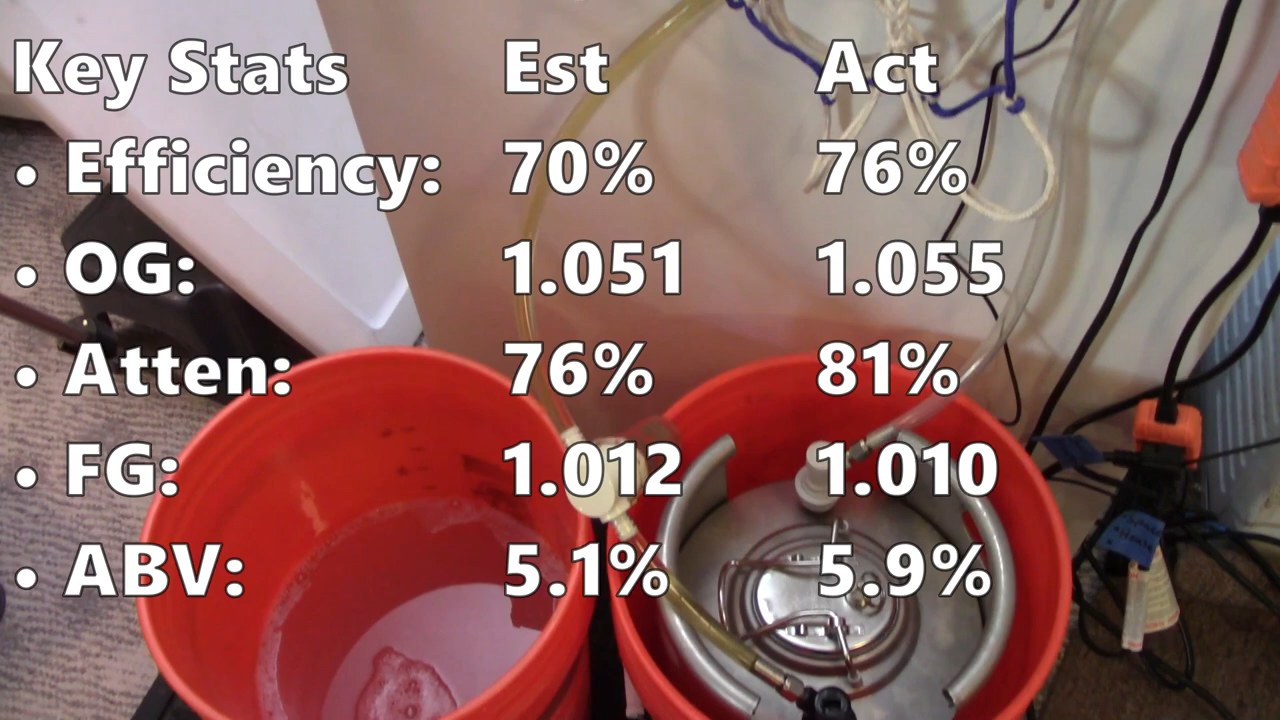 Key Stats Est Act
• Efficiency: 70% 76%
• OG: 1.051 1.055
• Atten: 76% 81%
• FG: 1.012 1.010
• ABV: 5.1% 5.9%